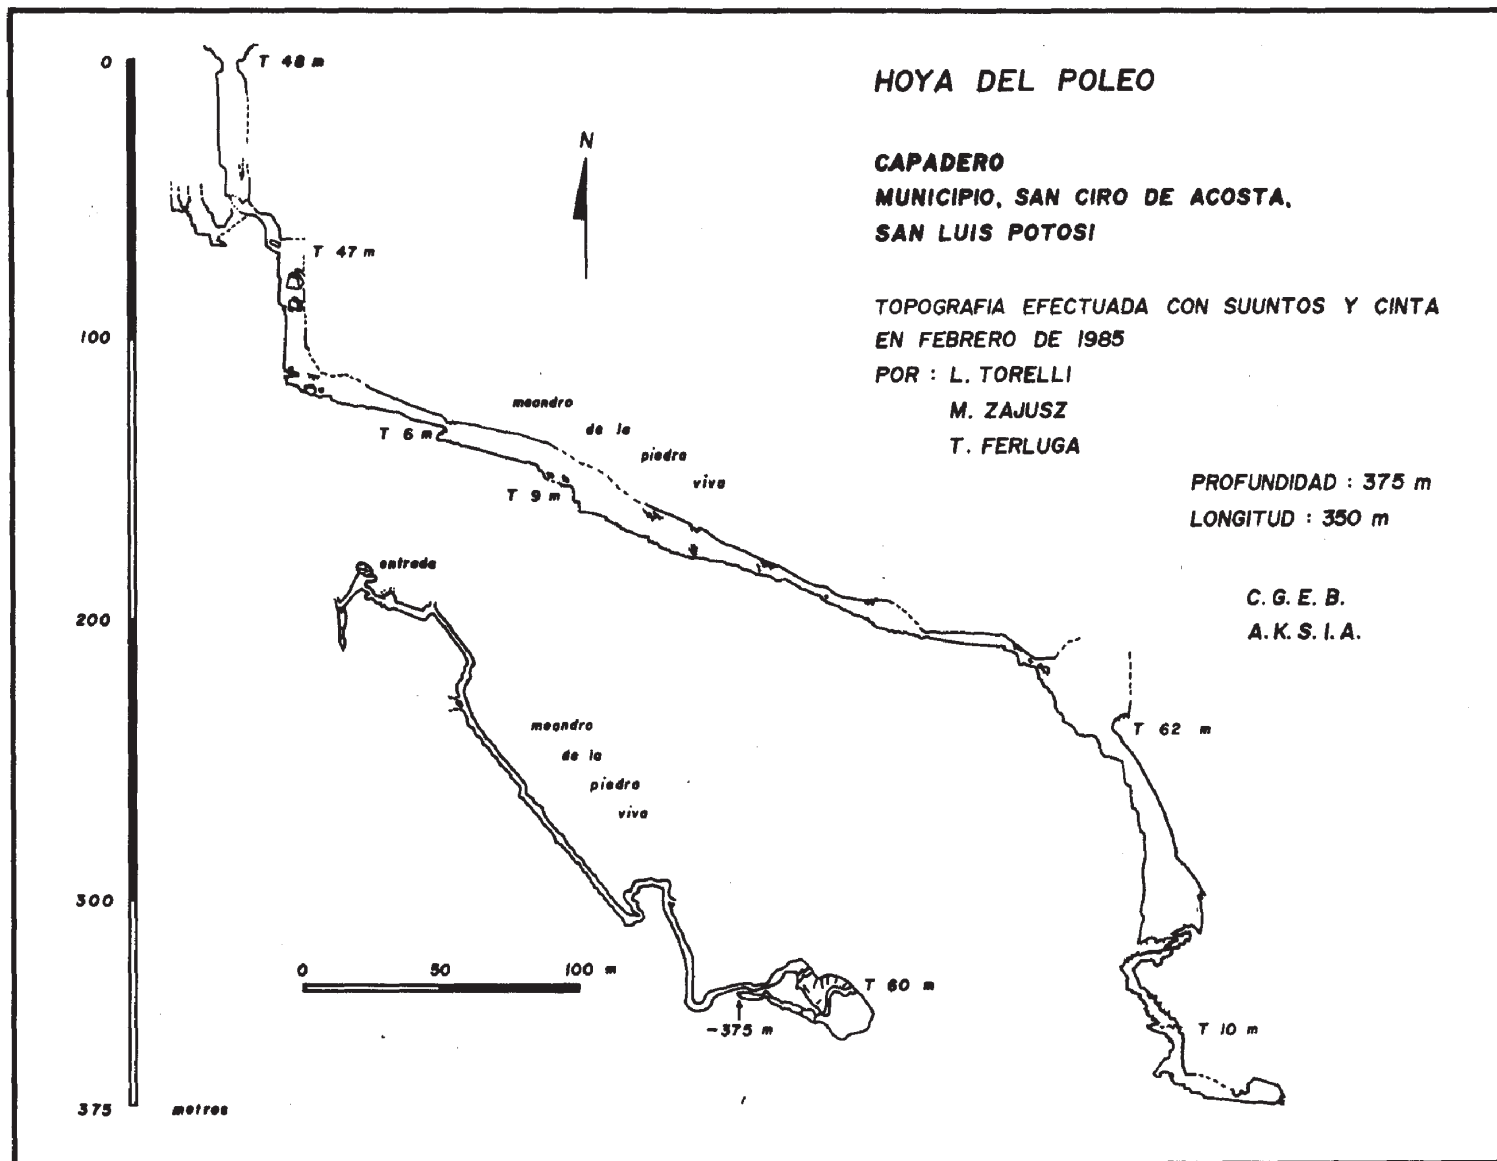 HOYA DEL POLEO
CAPADERO
MUNICIPIO, SAN CIRO DE ACOSTA,
SAN LUIS POTOSI
TOPOGRAFIA EFECTUADA CON SUUNTOS Y CINTA
EN FEBRERO DE 1985
POR : L. TORELLI
M. ZAJUSZ
T. FERLUGA
PROFUNDIDAD : 375 m
LONGITUD : 350 m
C. G. E. B.
A. K. S. I. A.
N
0
100
200
300
375
metros
T 48 m
T 47 m
T 6 m
T 9 m
meandro
de la
piedra
viva
T 62 m
T 10 m
entrada
meandro
de la
piedra
viva
0 50 100 m
T 60 m
-375 m